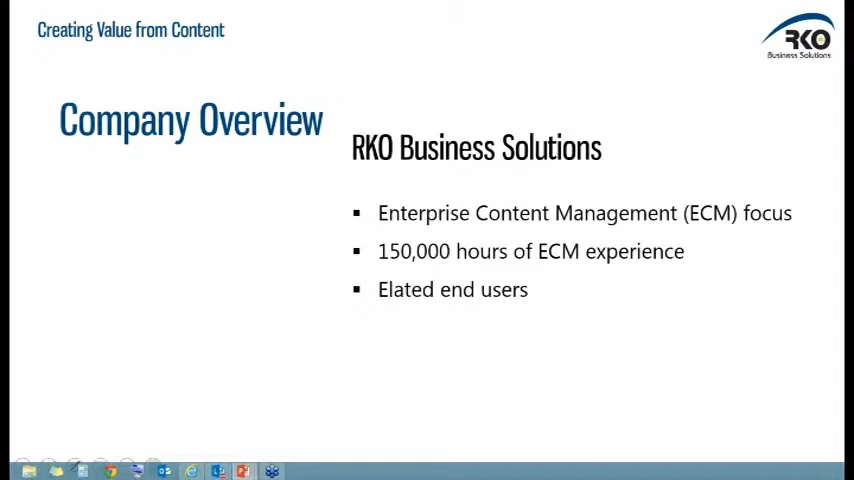 Creating Value from Content
RKO
Business Solutions
Company Overview
RKO Business Solutions
▪ Enterprise Content Management (ECM) focus
▪ 150,000 hours of ECM experience
▪ Elated end users